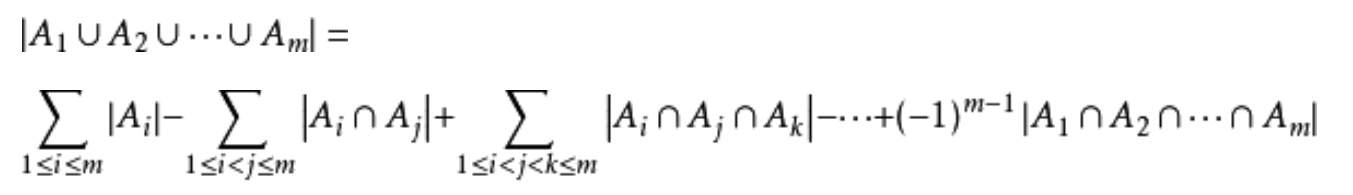 |A₁ ∪ A₂ ∪ ⋯ ∪ Aₘ| =
∑ |Aᵢ| − ∑ |Aᵢ ∩ Aⱼ| + ∑ |Aᵢ ∩ Aⱼ ∩ Aₖ| − ⋯ + (−1)ᵐ⁻¹ |A₁ ∩ A₂ ∩ ⋯ ∩ Aₘ|
1≤i≤m 1≤i<j≤m 1≤i<j<k≤m